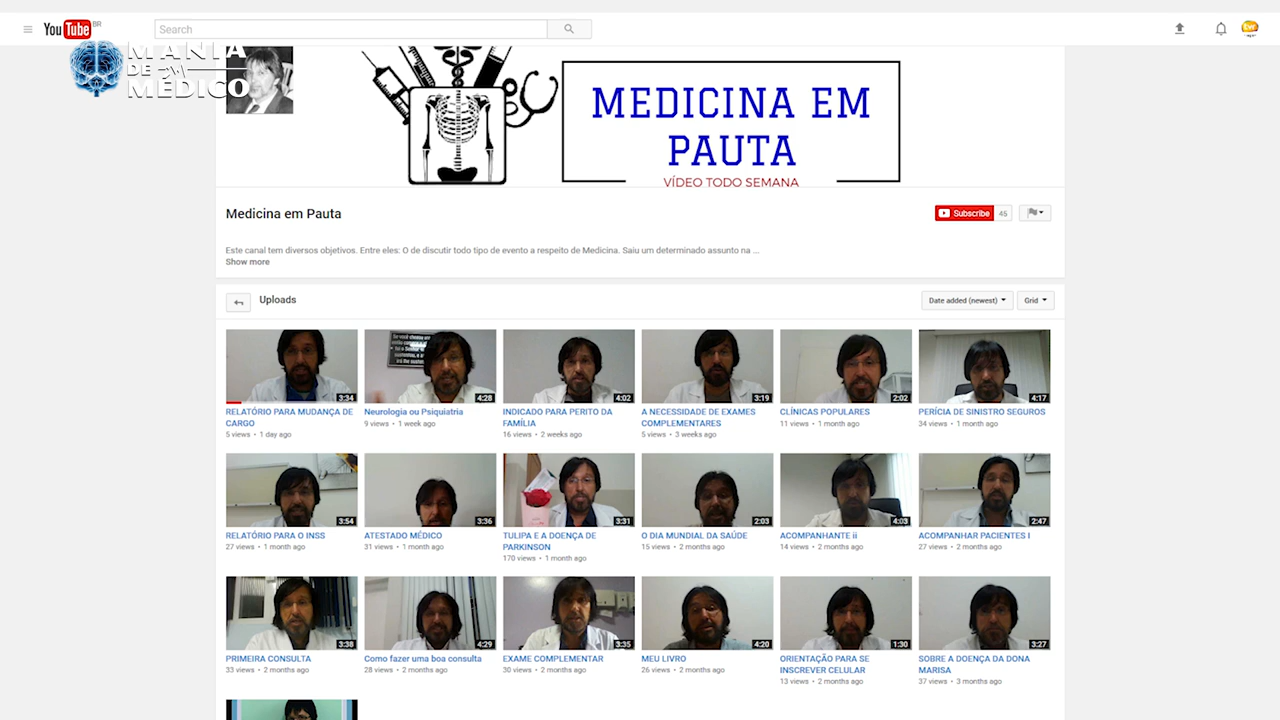 YouTube BR
Search
MANIA
DE
MÉDICO
MEDICINA EM
PAUTA
VÍDEO TODO SEMANA
Medicina em Pauta
Subscribe 45
Este canal tem diversos objetivos. Entre eles: O de discutir todo tipo de evento a respeito de Medicina. Saiu um determinado assunto na ...
Show more
Uploads
Date added (newest)
Grid
3:34 4:28 4:02 3:19 2:02 4:17
RELATÓRIO PARA MUDANÇA DE CARGO
5 views • 1 day ago
Neurologia ou Psiquiatria
9 views • 1 week ago
INDICADO PARA PERITO DA FAMÍLIA
16 views • 2 weeks ago
A NECESSIDADE DE EXAMES COMPLEMENTARES
5 views • 3 weeks ago
CLÍNICAS POPULARES
11 views • 1 month ago
PERÍCIA DE SINISTRO SEGUROS
34 views • 1 month ago
3:54 3:36 3:31 2:03 4:03 2:47
RELATÓRIO PARA O INSS
27 views • 1 month ago
ATESTADO MÉDICO
31 views • 1 month ago
TULIPA E A DOENÇA DE PARKINSON
170 views • 1 month ago
O DIA MUNDIAL DA SAÚDE
15 views • 2 months ago
ACOMPANHANTE ii
14 views • 2 months ago
ACOMPANHAR PACIENTES I
27 views • 2 months ago
3:38 4:29 3:35 4:20 1:30 3:27
PRIMEIRA CONSULTA
33 views • 2 months ago
Como fazer uma boa consulta
28 views • 2 months ago
EXAME COMPLEMENTAR
30 views • 2 months ago
MEU LIVRO
26 views • 2 months ago
ORIENTAÇÃO PARA SE INSCREVER CELULAR
13 views • 2 months ago
SOBRE A DOENÇA DA DONA MARISA
37 views • 3 months ago